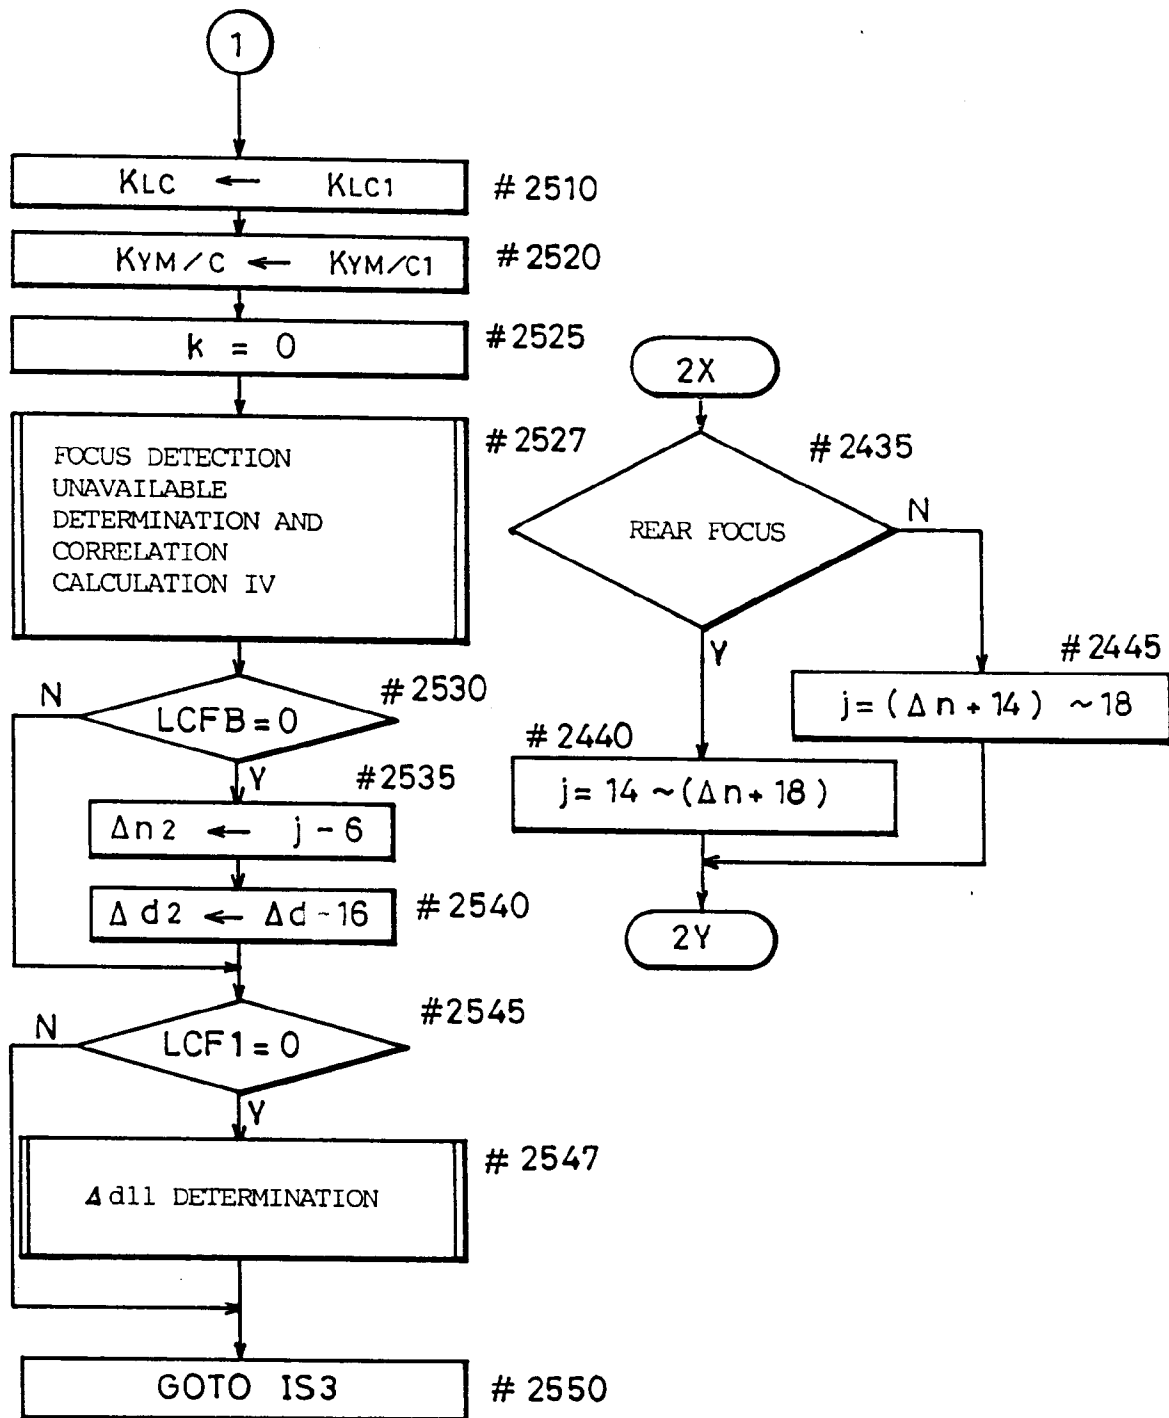 1
KLC ← KLC1
#2510
KYM/C ← KYM/C1
#2520
k = 0
#2525
FOCUS DETECTION
UNAVAILABLE
DETERMINATION AND
CORRELATION
CALCULATION IV
#2527
N
LCFB=0
#2530
Y
#2535
Δn2 ← j-6
Δd2 ← Δd-16
#2540
N
LCF1=0
#2545
Y
Δd11 DETERMINATION
#2547
GOTO IS3
#2550
2X
#2435
REAR FOCUS
N
Y
#2445
j=(Δn+14) ~18
#2440
j=14~(Δn+18)
2Y